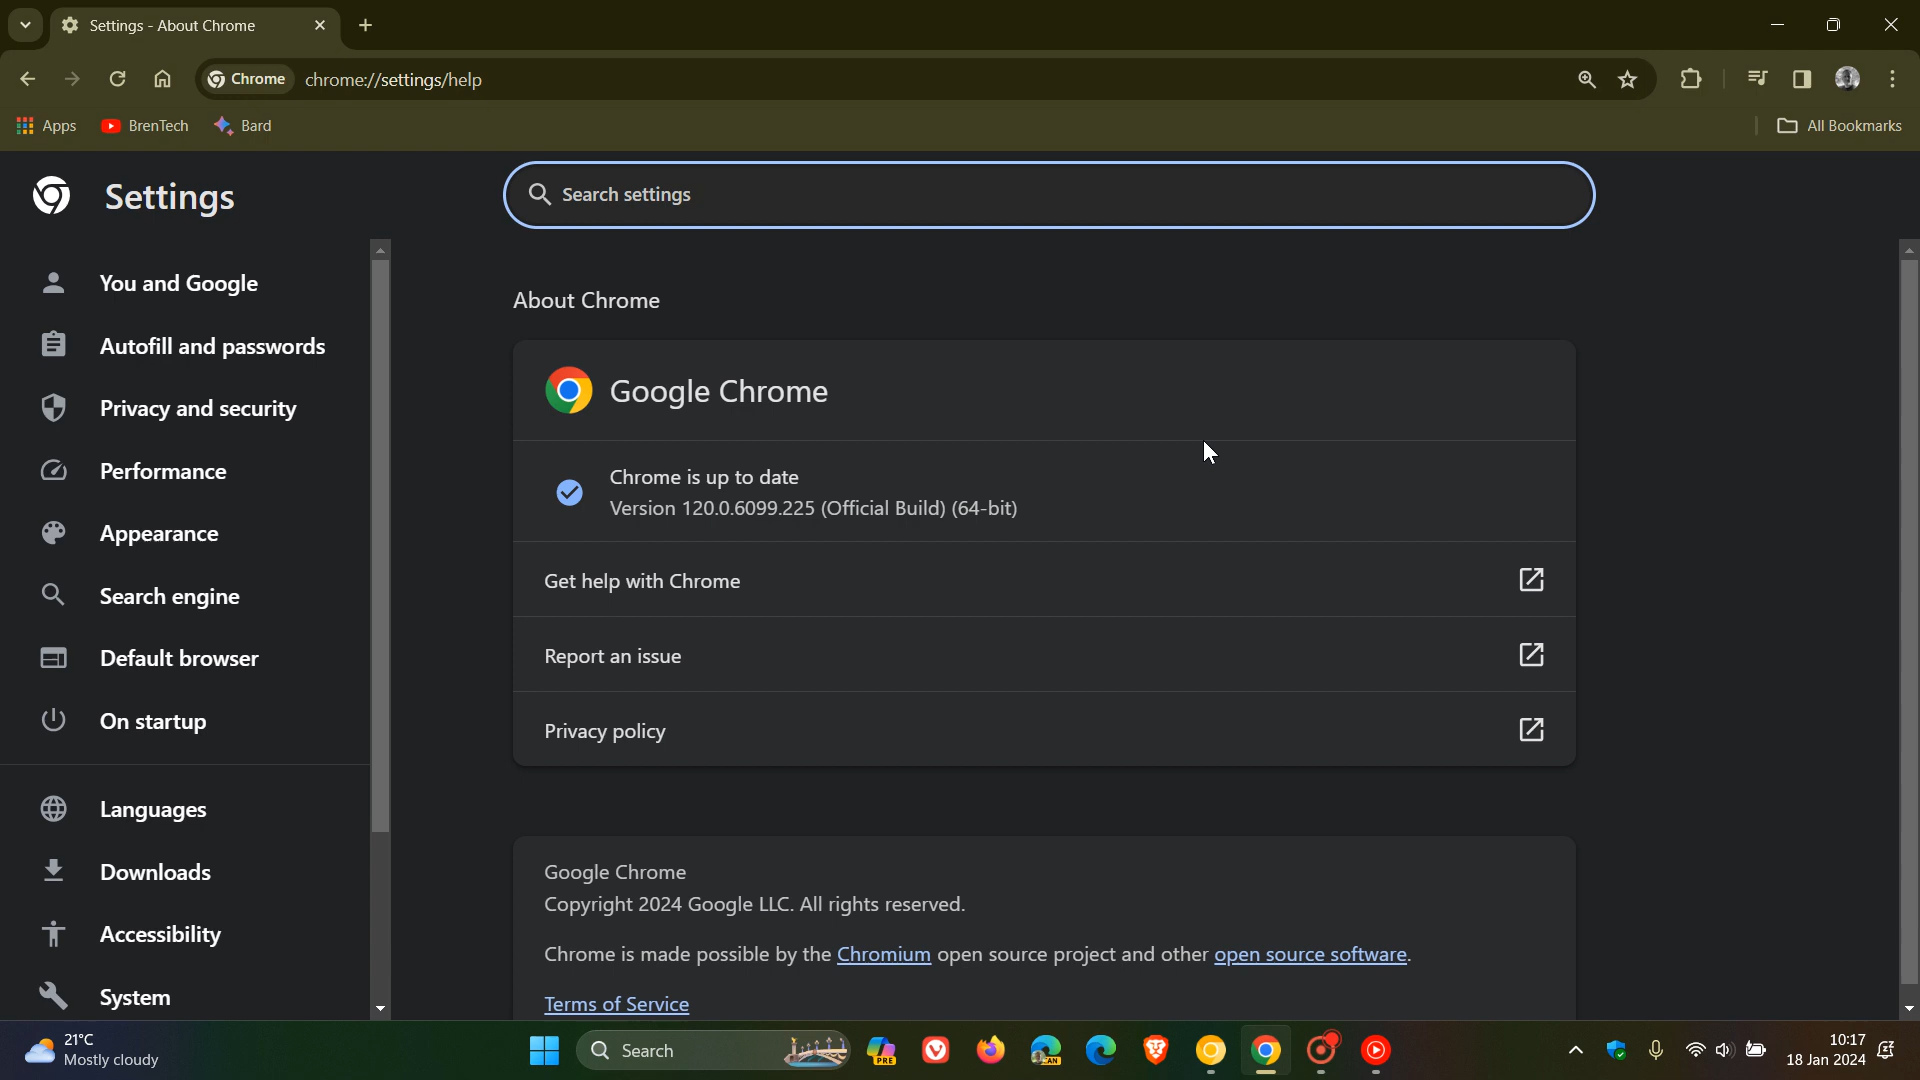 Settings - About Chrome
Chrome
chrome://settings/help
Apps
BrenTech
Bard
All Bookmarks
Settings
Search settings
You and Google
Autofill and passwords
Privacy and security
Performance
Appearance
Search engine
Default browser
On startup
Languages
Downloads
Accessibility
System
About Chrome
Google Chrome
Chrome is up to date
Version 120.0.6099.225 (Official Build) (64-bit)
Get help with Chrome
Report an issue
Privacy policy
Google Chrome
Copyright 2024 Google LLC. All rights reserved.
Chrome is made possible by the Chromium open source project and other open source software.
Terms of Service
21°C
Mostly cloudy
Search
PRE
CAN
10:17
18 Jan 2024